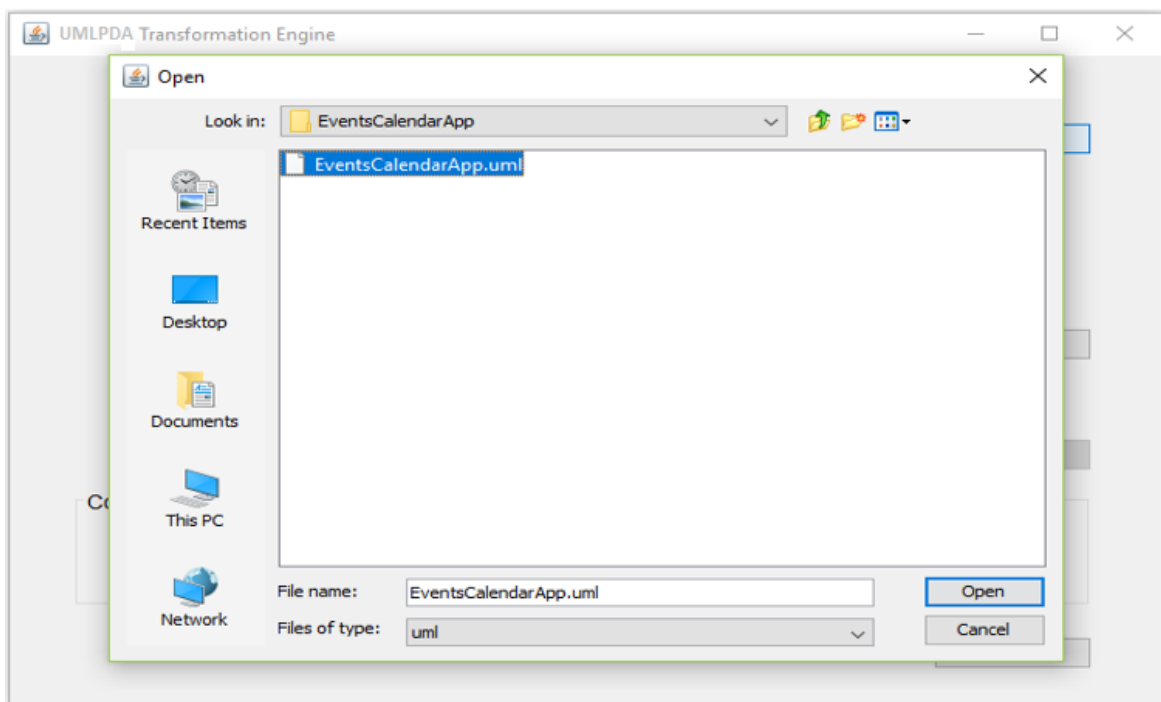 UMLPDA Transformation Engine
Open
Look in: EventsCalendarApp
EventsCalendarApp.uml
Recent Items
Desktop
Documents
This PC
Network
File name: EventsCalendarApp.uml Open
Files of type: uml Cancel